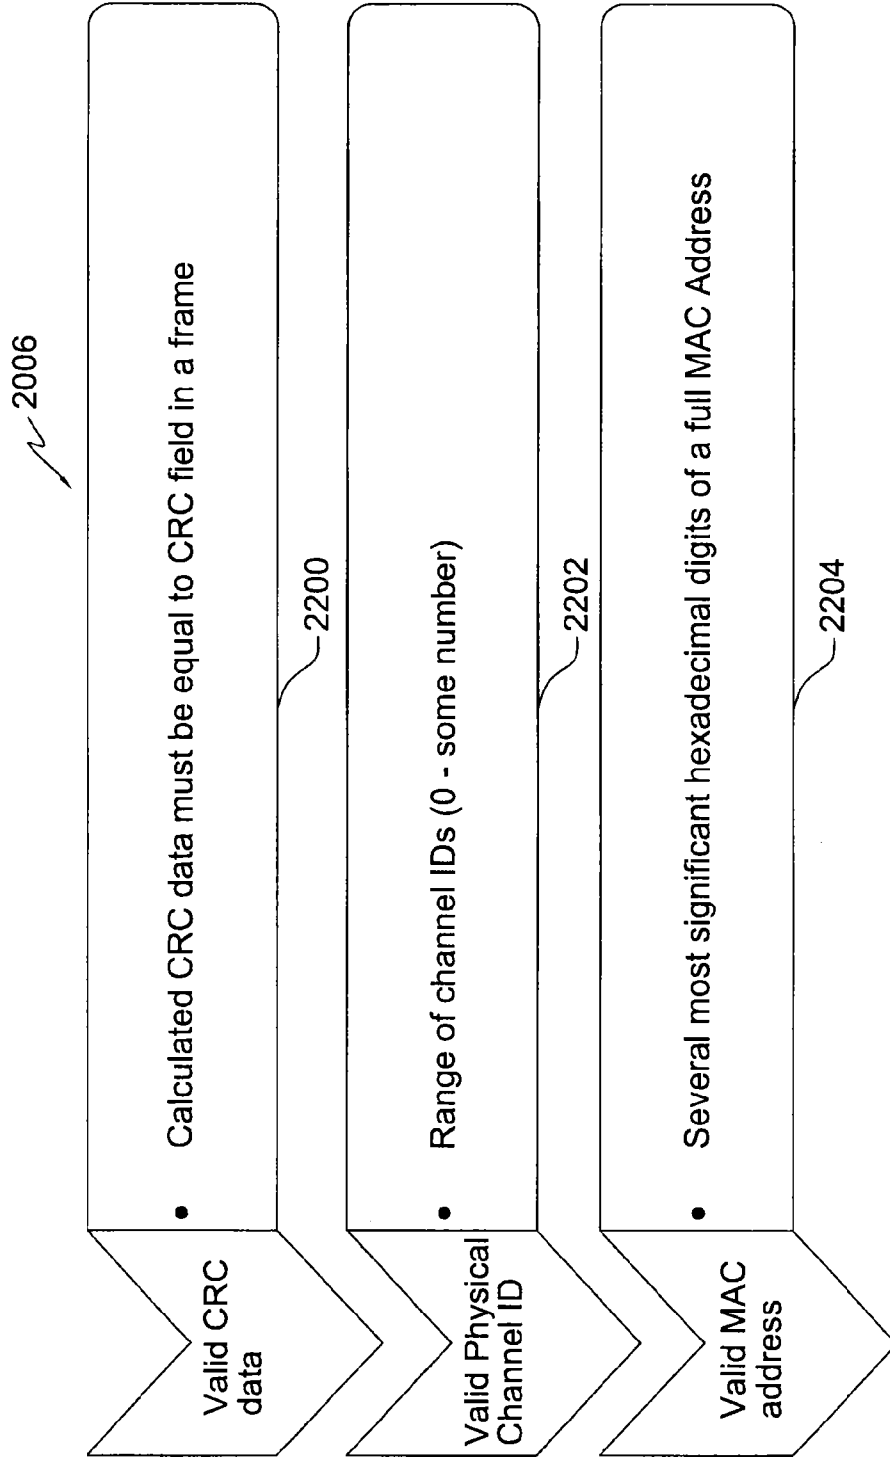 2006
Valid CRC
data
• Calculated CRC data must be equal to CRC field in a frame
2200
Valid Physical
Channel ID
• Range of channel IDs (0 - some number)
2202
Valid MAC
address
• Several most significant hexadecimal digits of a full MAC Address
2204